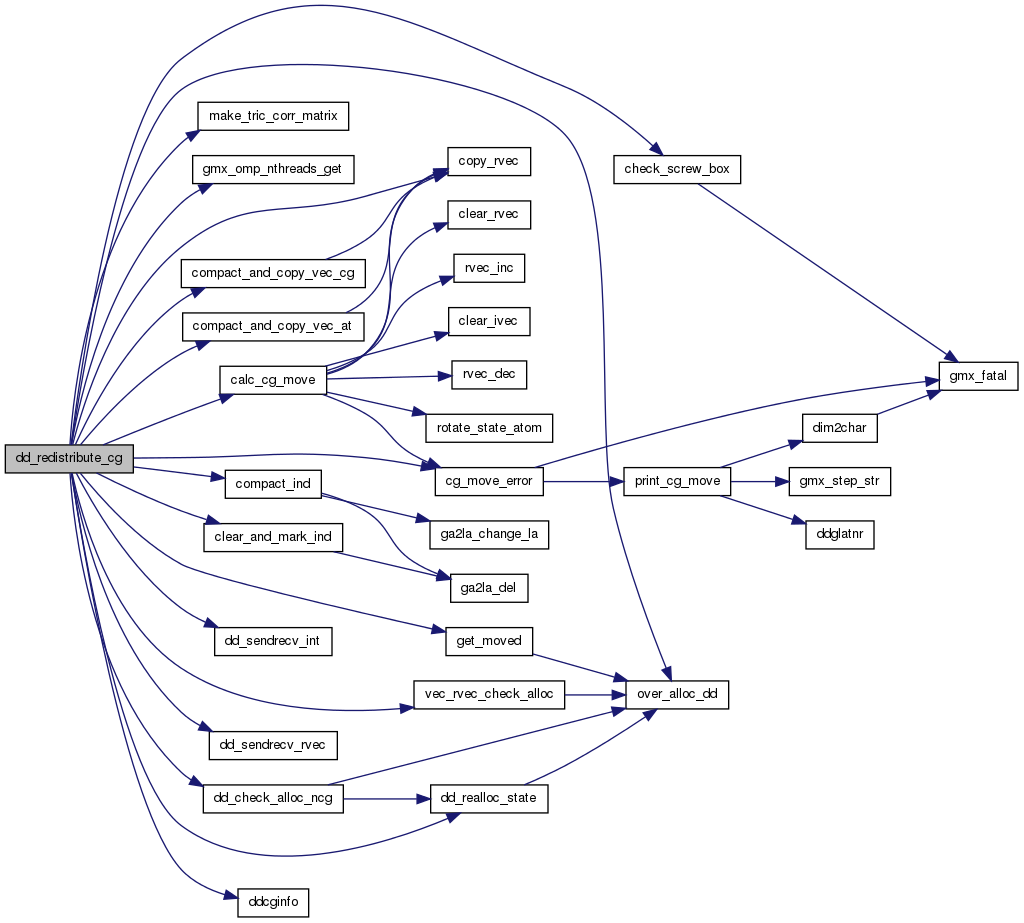 check_screw_box
make_tric_corr_matrix
gmx_omp_nthreads_get
copy_rvec
clear_rvec
compact_and_copy_vec_cg
rvec_inc
compact_and_copy_vec_at
clear_ivec
calc_cg_move
rvec_dec
gmx_fatal
rotate_state_atom
dim2char
dd_redistribute_cg
compact_ind
cg_move_error
print_cg_move
gmx_step_str
clear_and_mark_ind
ga2la_change_la
ddglatnr
ga2la_del
dd_sendrecv_int
get_moved
vec_rvec_check_alloc
over_alloc_dd
dd_sendrecv_rvec
dd_check_alloc_ncg
dd_realloc_state
ddcginfo